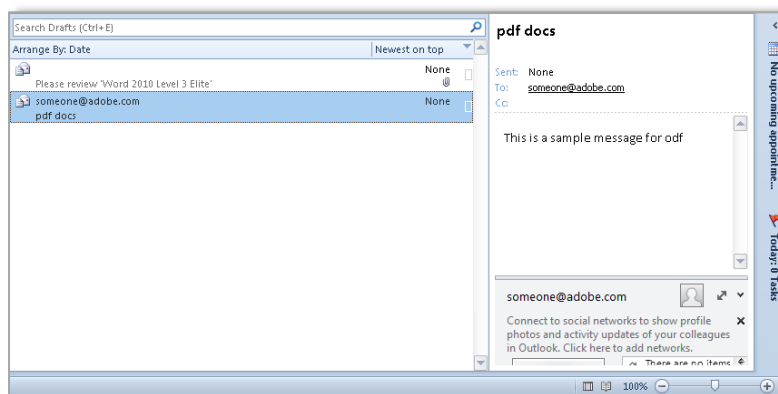 Search Drafts (Ctrl+E)
Arrange By: Date
Newest on top
None
Please review 'Word 2010 Level 3 Elite'
someone@adobe.com
None
pdf docs
pdf docs
Sent: None
To: someone@adobe.com
Cc:
This is a sample message for odf
someone@adobe.com
Connect to social networks to show profile
photos and activity updates of your colleagues
in Outlook. Click here to add networks.
There are no items
No upcoming appointme...
Today: 0 Tasks
100%